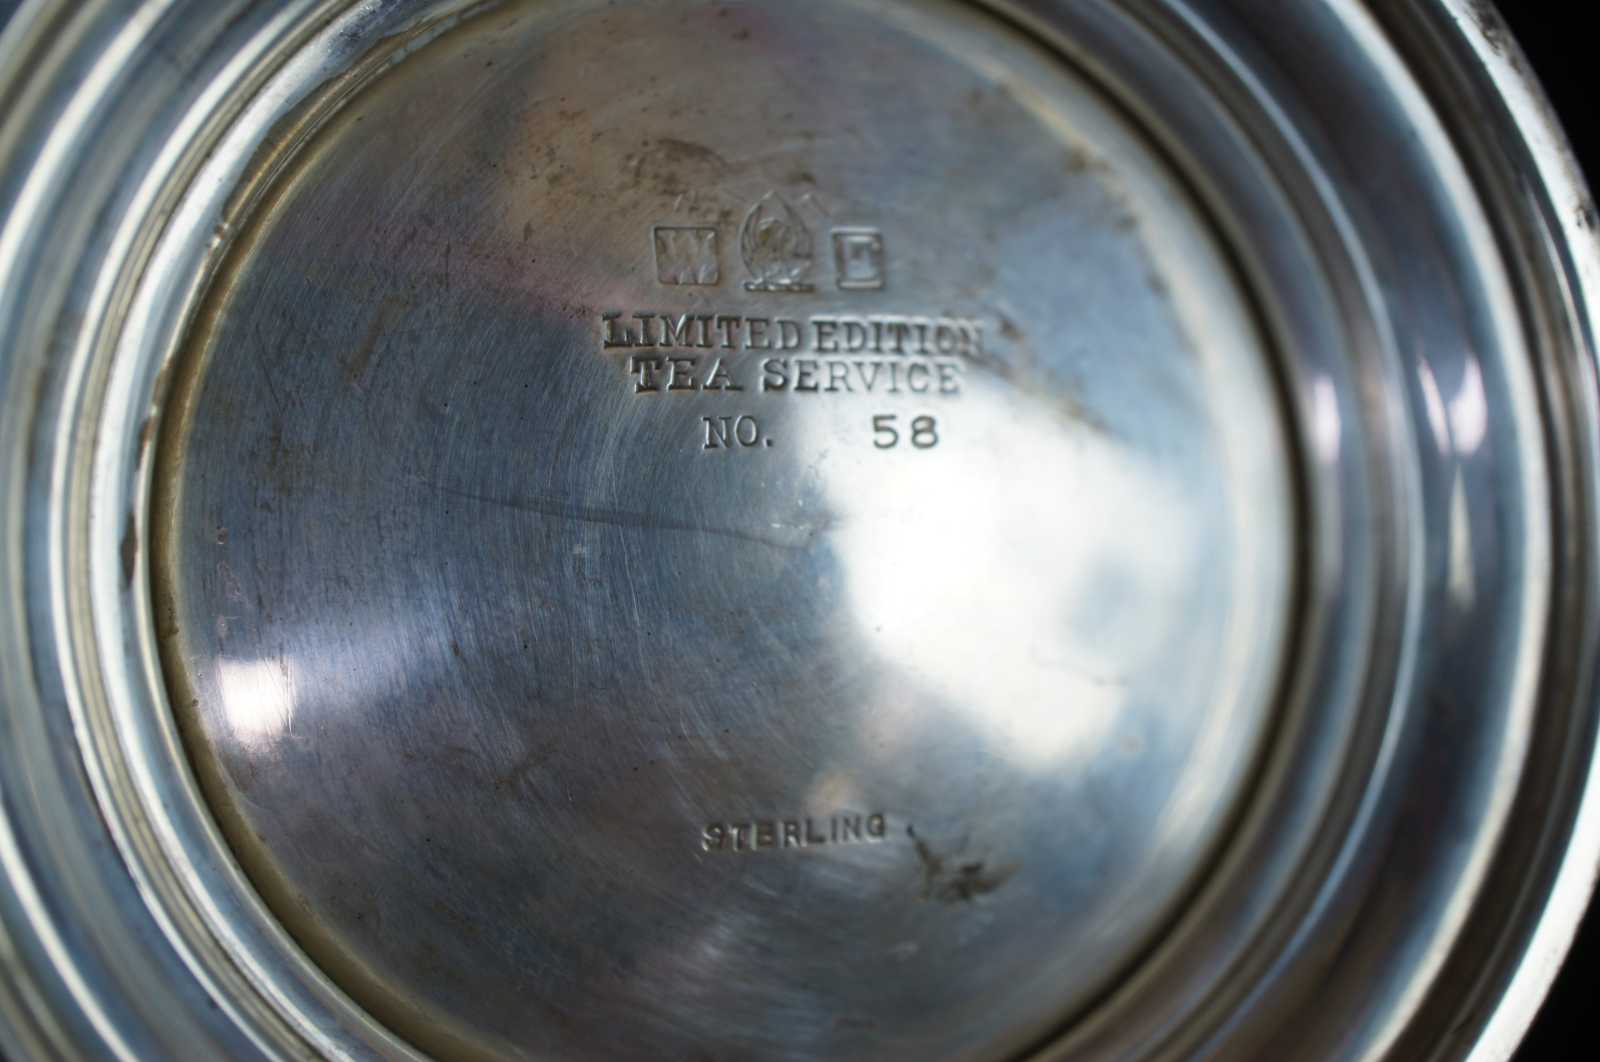 W E
LIMITED EDITION
TEA SERVICE
NO. 58
STERLING